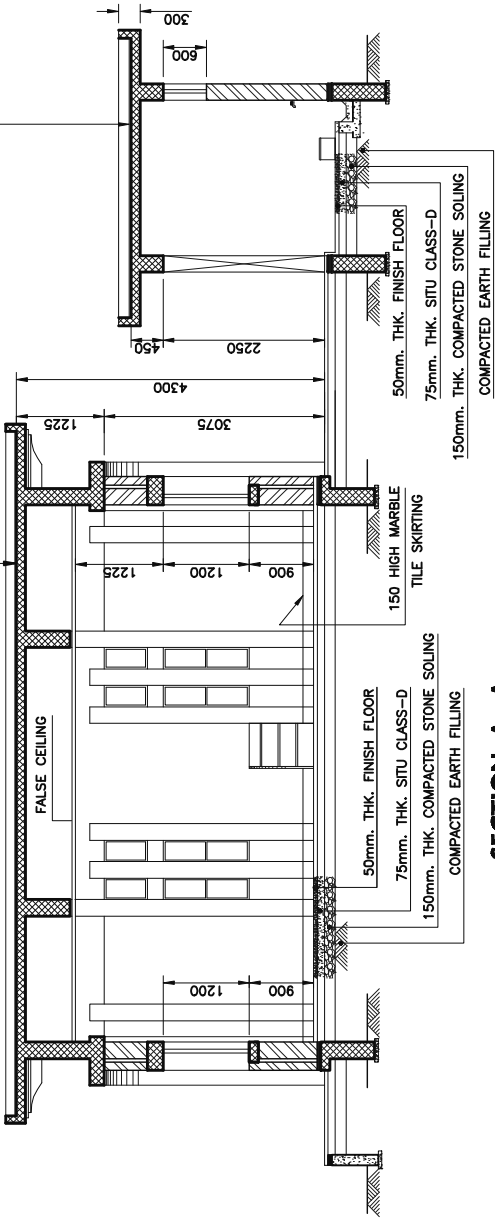 300
600
450
2250
4300
1225
3075
50mm. THK. FINISH FLOOR
75mm. THK. SITU CLASS-D
150mm. THK. COMPACTED STONE SOLING
COMPACTED EARTH FILLING
FALSE CEILING
1225
1200
900
150 HIGH MARBLE
TILE SKIRTING
1200
900
50mm. THK. FINISH FLOOR
75mm. THK. SITU CLASS-D
150mm. THK. COMPACTED STONE SOLING
COMPACTED EARTH FILLING